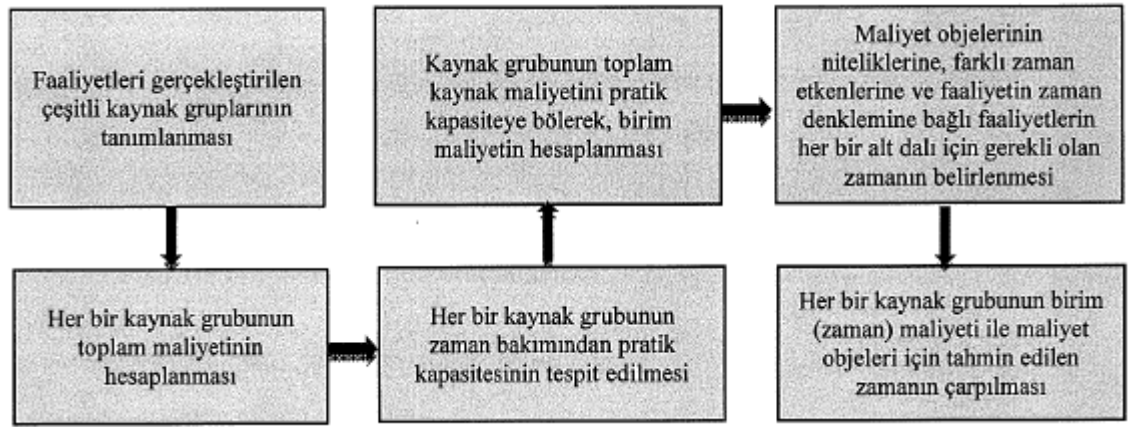 Faaliyetleri gerçekleştirilen
çeşitli kaynak gruplarının
tanımlanması
Her bir kaynak grubunun
toplam maliyetinin
hesaplanması
Her bir kaynak grubunun
zaman bakımından pratik
kapasitesinin tespit edilmesi
Kaynak grubunun toplam
kaynak maliyetini pratik
kapasiteye bölerek, birim
maliyetin hesaplanması
Maliyet objelerinin
niteliklerine, farklı zaman
etkenlerine ve faaliyetin zaman
denklemine bağlı faaliyetlerin
her bir alt dalı için gerekli olan
zamanın belirlenmesi
Her bir kaynak grubunun birim
(zaman) maliyeti ile maliyet
objeleri için tahmin edilen
zamanın çarpılması